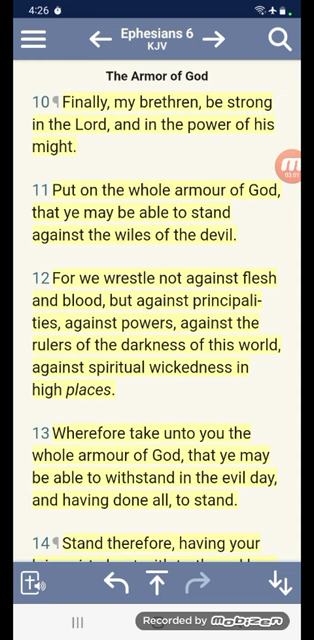 4:26
Ephesians 6
KJV
The Armor of God
10 ¶ Finally, my brethren, be strong
in the Lord, and in the power of his
might.
03:01
11 Put on the whole armour of God,
that ye may be able to stand
against the wiles of the devil.
12 For we wrestle not against flesh
and blood, but against principali-
ties, against powers, against the
rulers of the darkness of this world,
against spiritual wickedness in
high places.
13 Wherefore take unto you the
whole armour of God, that ye may
be able to withstand in the evil day,
and having done all, to stand.
14 ¶ Stand therefore, having your
Recorded by Mobizen